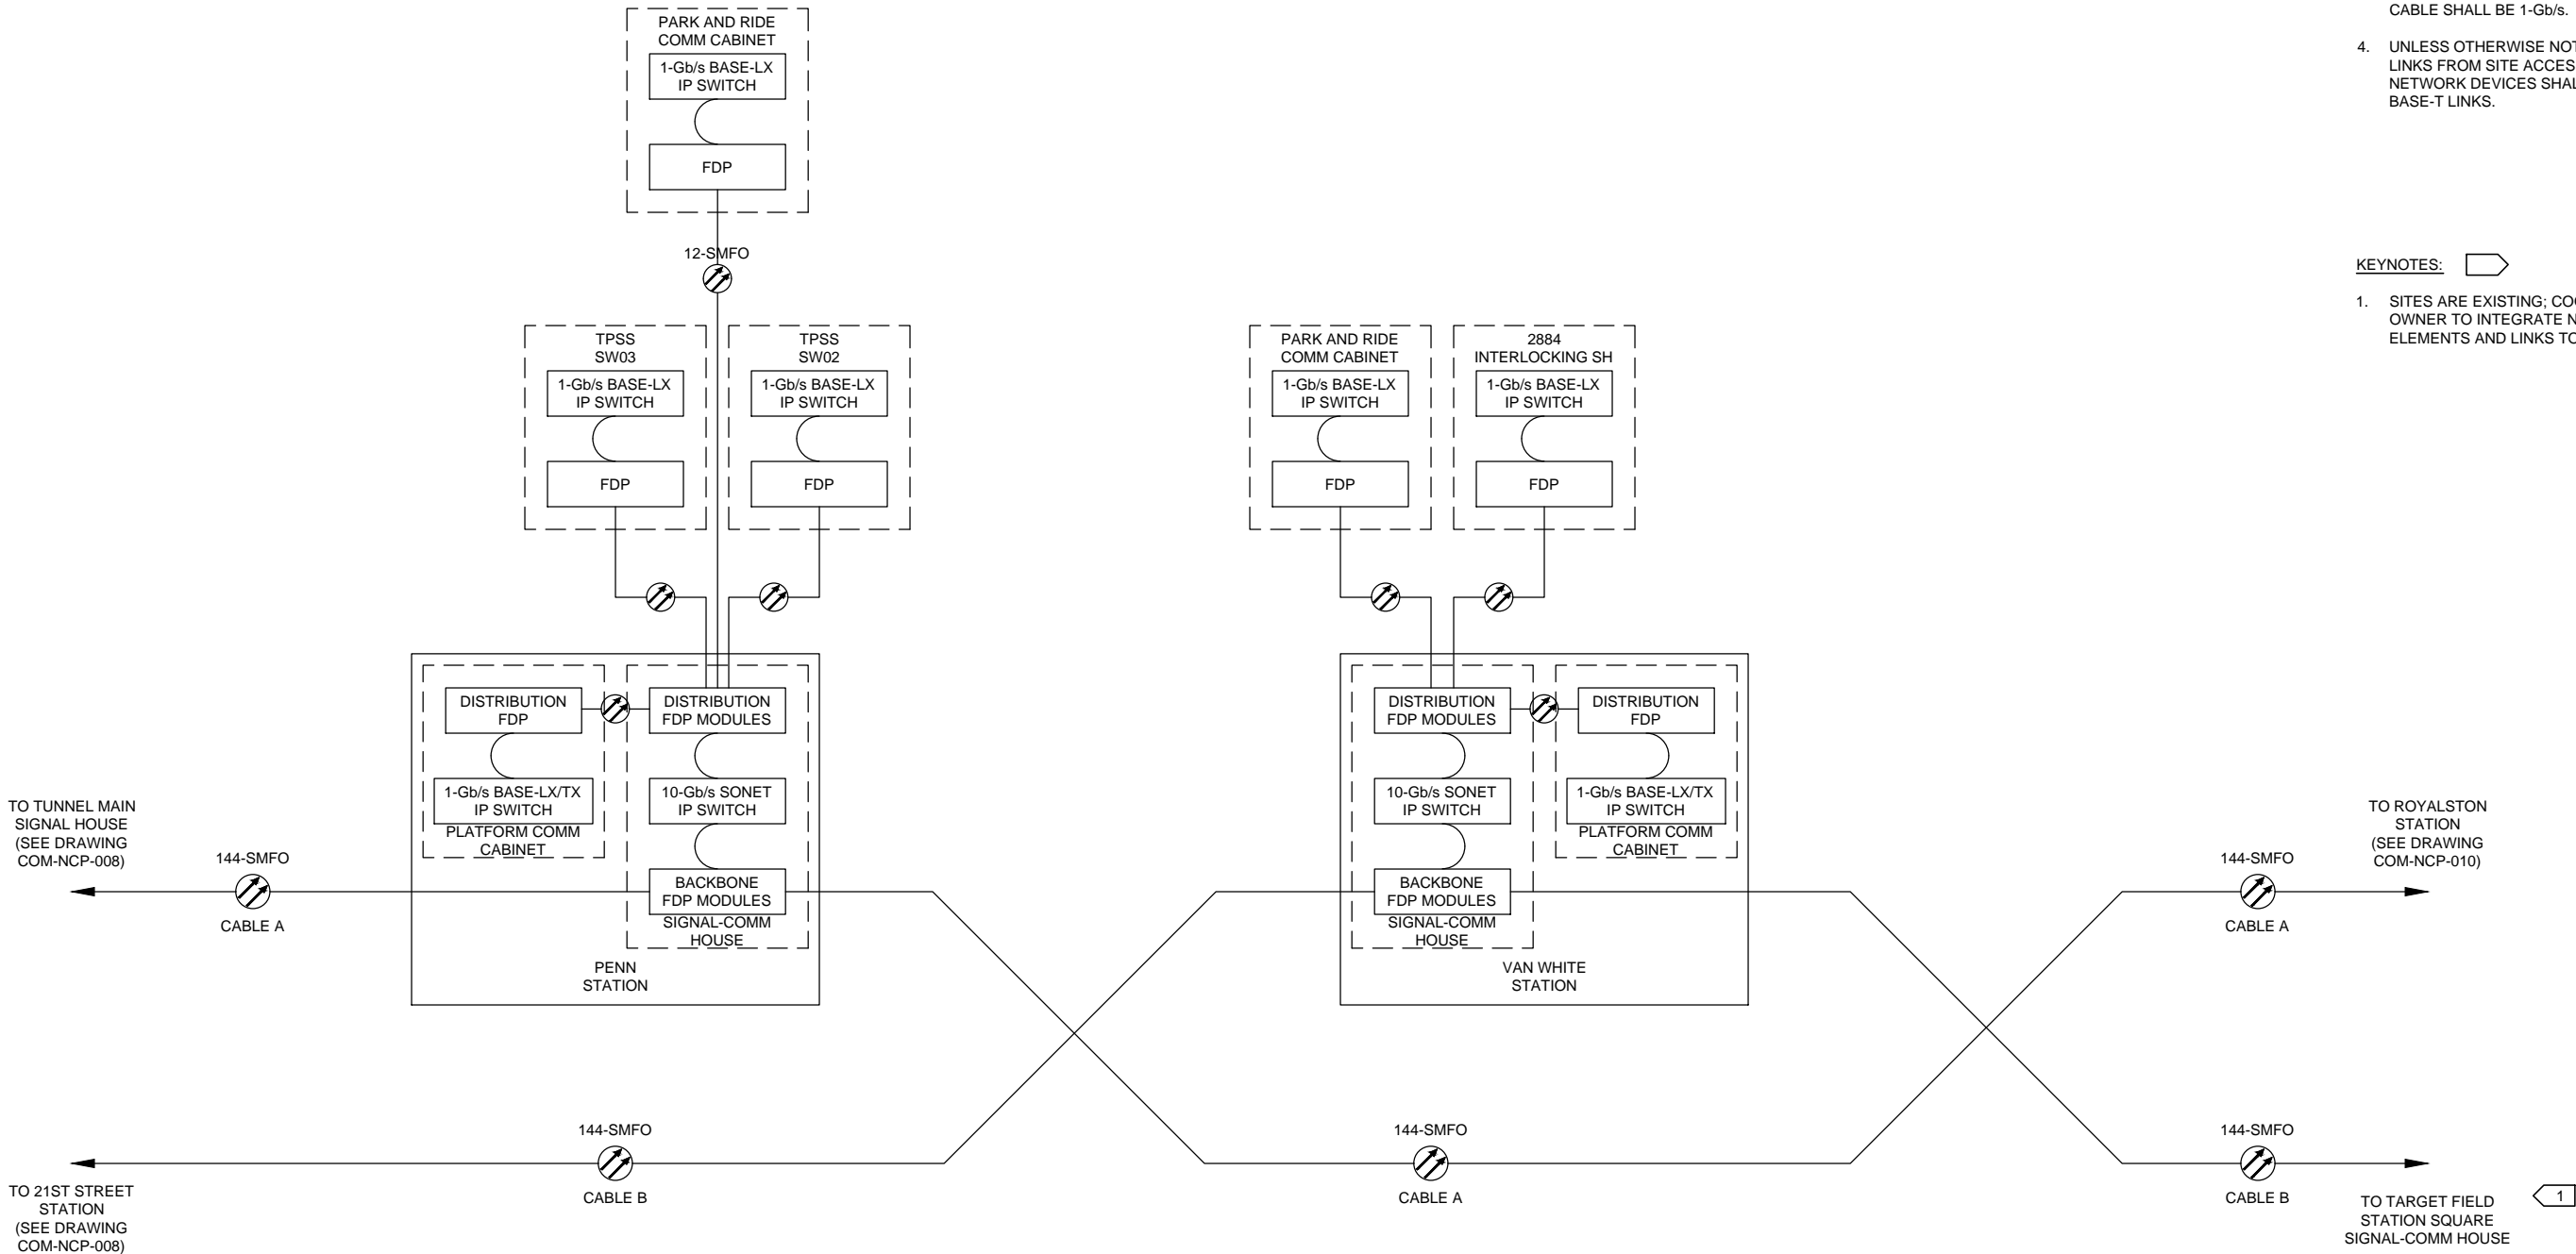 PARK AND RIDE
COMM CABINET
1-Gb/s BASE-LX
IP SWITCH
FDP
12-SMFO
TPSS
SW03
1-Gb/s BASE-LX
IP SWITCH
FDP
TPSS
SW02
1-Gb/s BASE-LX
IP SWITCH
FDP
PARK AND RIDE
COMM CABINET
1-Gb/s BASE-LX
IP SWITCH
FDP
2884
INTERLOCKING SH
1-Gb/s BASE-LX
IP SWITCH
FDP
DISTRIBUTION
FDP
1-Gb/s BASE-LX/TX
IP SWITCH
PLATFORM COMM
CABINET
DISTRIBUTION
FDP MODULES
10-Gb/s SONET
IP SWITCH
BACKBONE
FDP MODULES
SIGNAL-COMM
HOUSE
PENN
STATION
DISTRIBUTION
FDP MODULES
10-Gb/s SONET
IP SWITCH
BACKBONE
FDP MODULES
SIGNAL-COMM
HOUSE
DISTRIBUTION
FDP
1-Gb/s BASE-LX/TX
IP SWITCH
PLATFORM COMM
CABINET
VAN WHITE
STATION
TO TUNNEL MAIN
SIGNAL HOUSE
(SEE DRAWING
COM-NCP-008)
144-SMFO
CABLE A
TO ROYALSTON
STATION
(SEE DRAWING
COM-NCP-010)
144-SMFO
CABLE A
TO 21ST STREET
STATION
(SEE DRAWING
COM-NCP-008)
144-SMFO
CABLE B
144-SMFO
CABLE A
144-SMFO
CABLE B
TO TARGET FIELD
STATION SQUARE
SIGNAL-COMM HOUSE
1
CABLE SHALL BE 1-Gb/s.
4. UNLESS OTHERWISE
LINKS FROM SITE
NETWORK DEVICES
BASE-T LINKS.
KEYNOTES:
1. SITES ARE EXISTING;
OWNER TO INTEGRATE
ELEMENTS AND LINKS